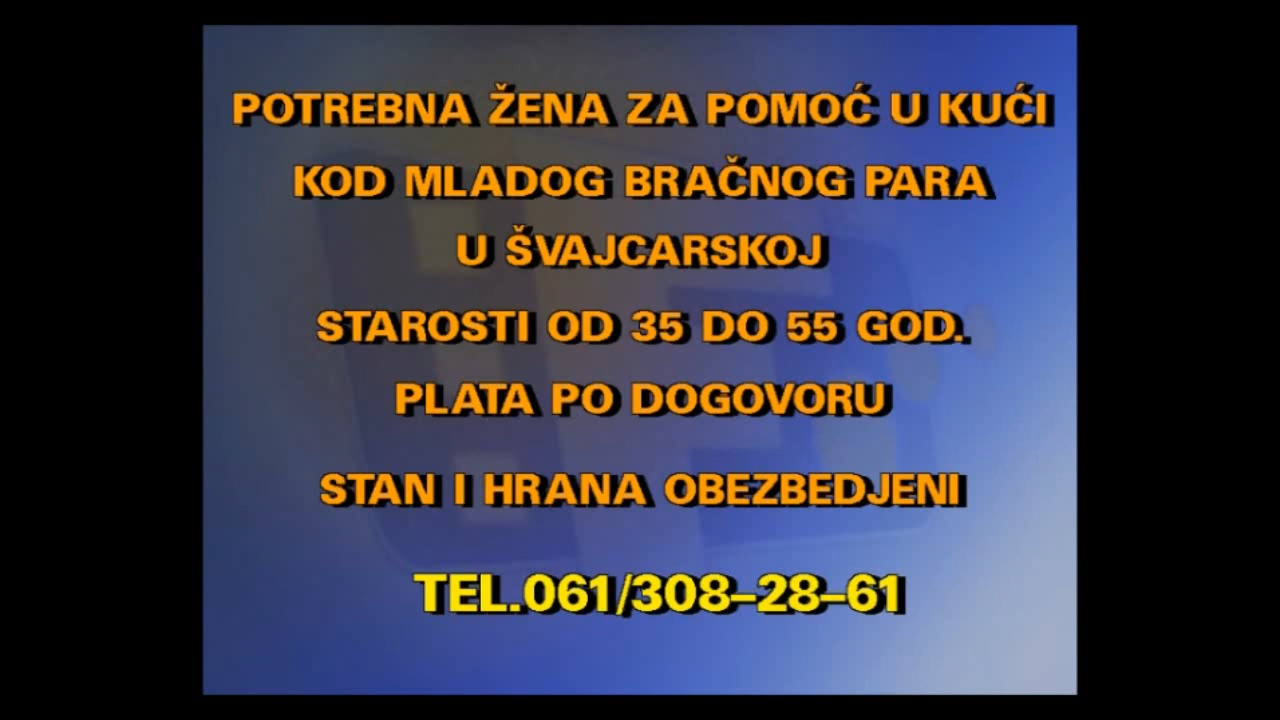 POTREBNA ŽENA ZA POMOĆ U KUĆI
KOD MLADOG BRAČNOG PARA
U ŠVAJCARSKOJ
STAROSTI OD 35 DO 55 GOD.
PLATA PO DOGOVORU
STAN I HRANA OBEZBEDJENI
TEL.061/308–28–61